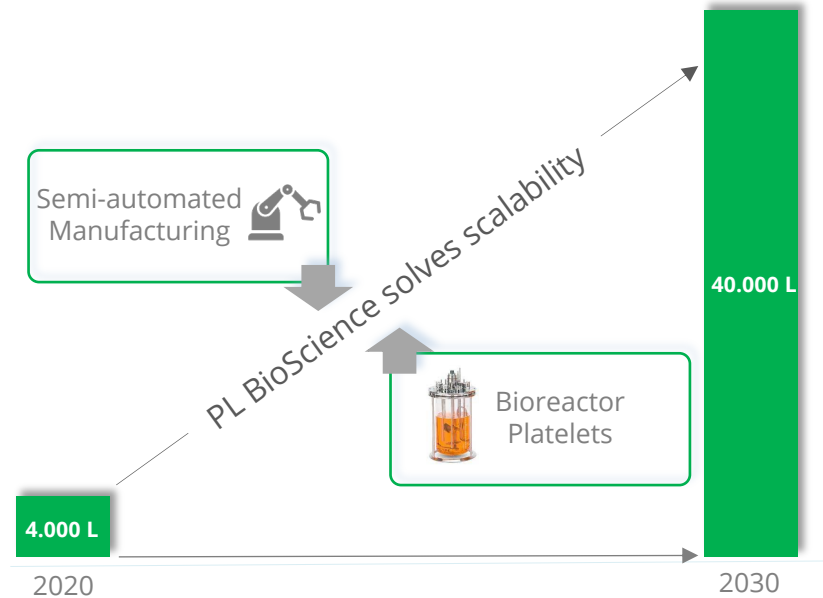 Semi-automated
Manufacturing
PL BioScience solves scalability
40.000 L
Bioreactor
Platelets
4.000 L
2020
2030